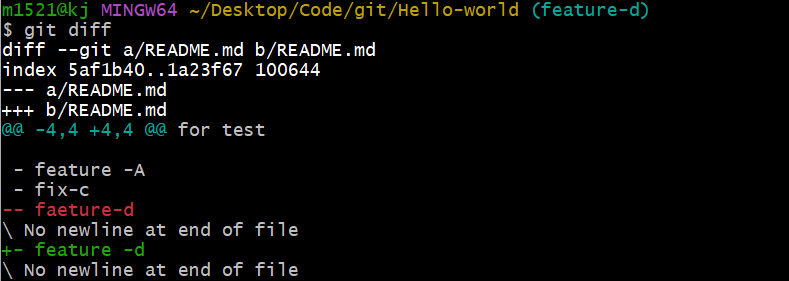 m1521@kj MINGW64 ~/Desktop/Code/git/Hello-world (feature-d)
$ git diff
diff --git a/README.md b/README.md
index 5af1b40..1a23f67 100644
--- a/README.md
+++ b/README.md
@@ -4,4 +4,4 @@ for test

 - feature -A
 - fix-c
-- faeture-d
\ No newline at end of file
+- feature -d
\ No newline at end of file